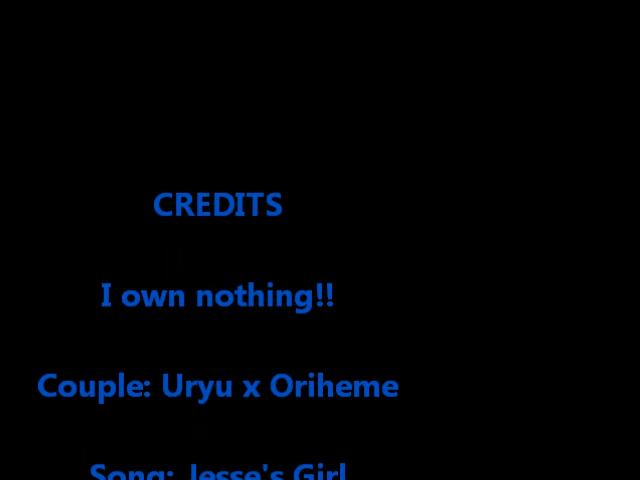 CREDITS
I own nothing!!
Couple: Uryu x Oriheme
Song: Jesse's Girl